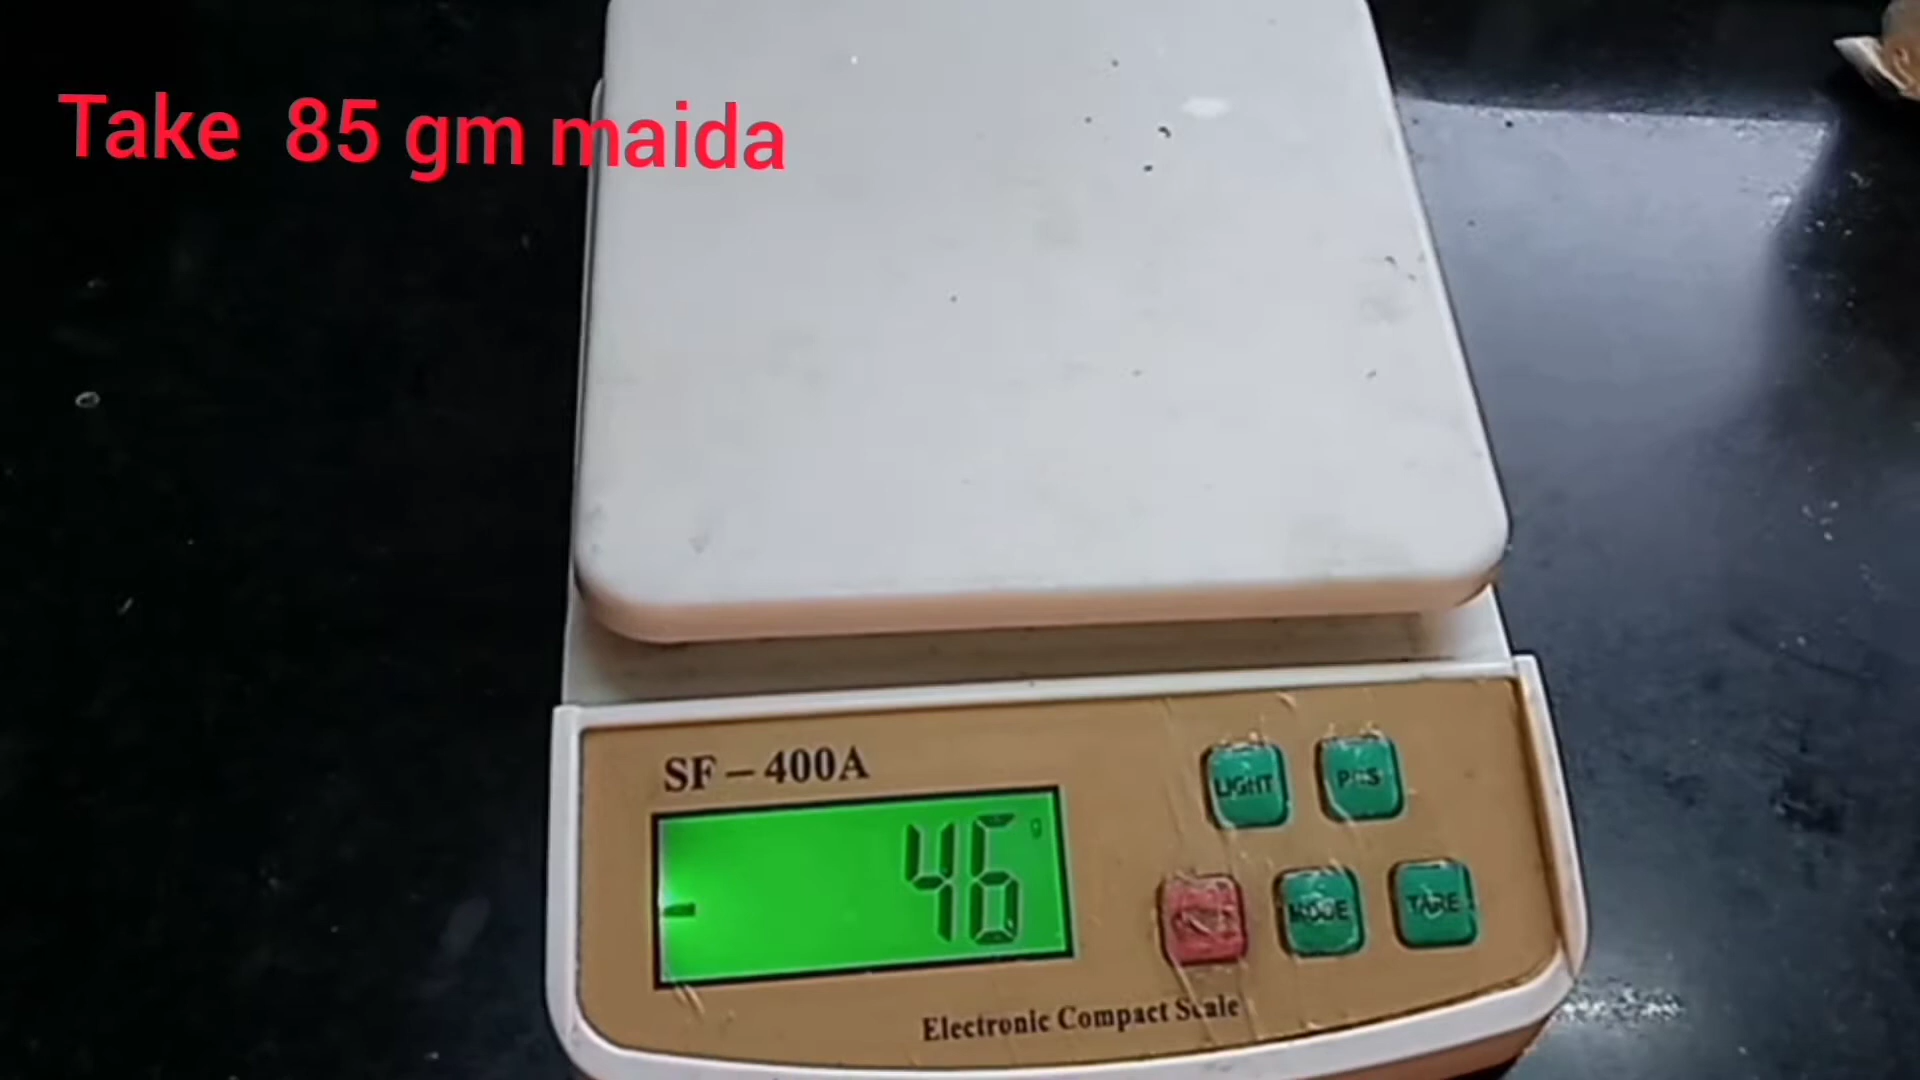 Take 85 gm maida
SF – 400A
LIGHT
PCS
46 g
MODE
TARE
Electronic Compact Scale